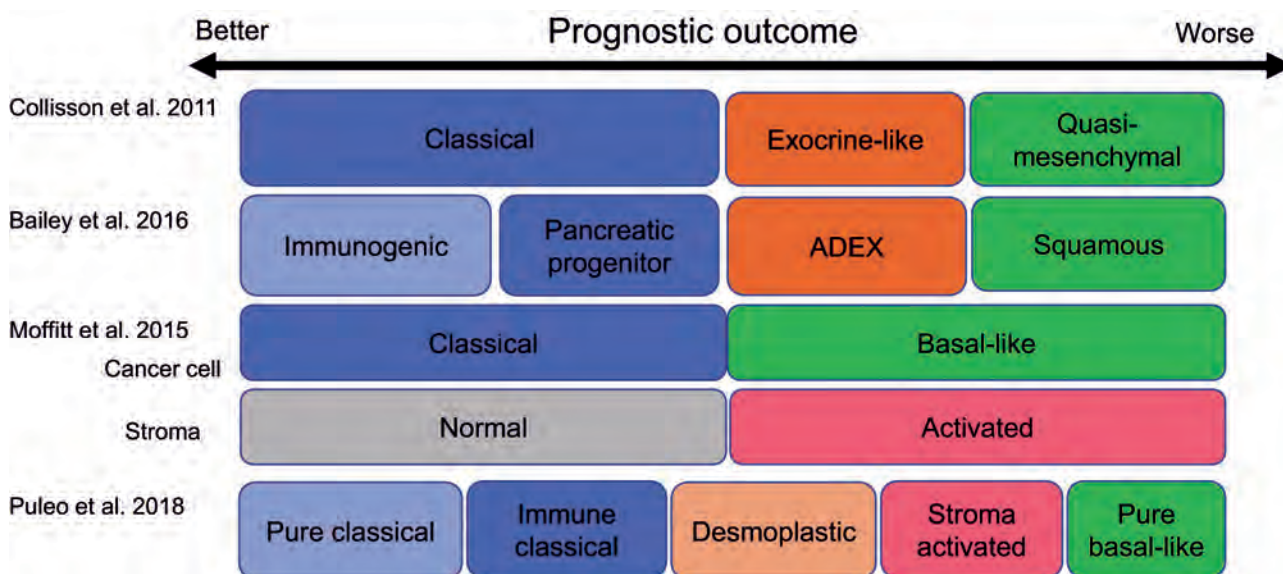 Better Prognostic outcome Worse
Collisson et al. 2011
Classical Exocrine-like Quasi-
mesenchymal
Bailey et al. 2016
Immunogenic Pancreatic
progenitor ADEX Squamous
Moffitt et al. 2015
Cancer cell
Classical Basal-like
Stroma
Normal Activated
Puleo et al. 2018
Pure classical Immune
classical Desmoplastic Stroma
activated Pure
basal-like